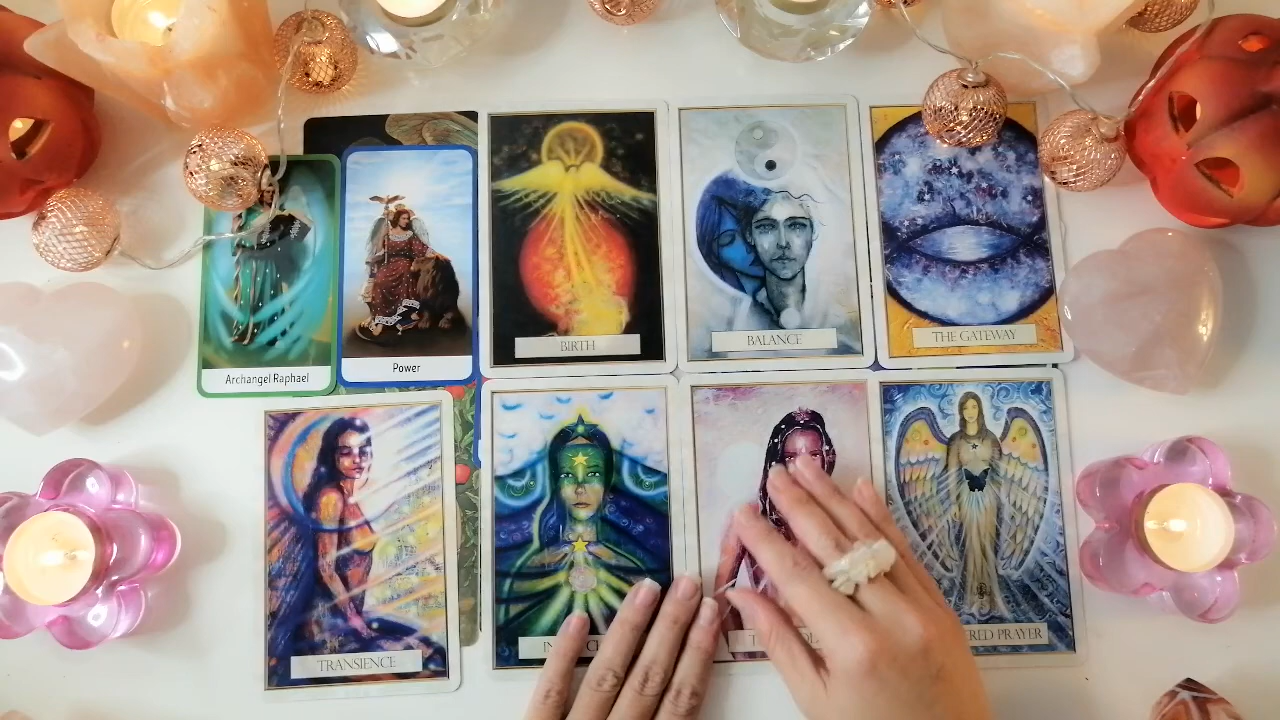 BIRTH
BALANCE
THE GATEWAY
Archangel Raphael
Power
TRANSIENCE